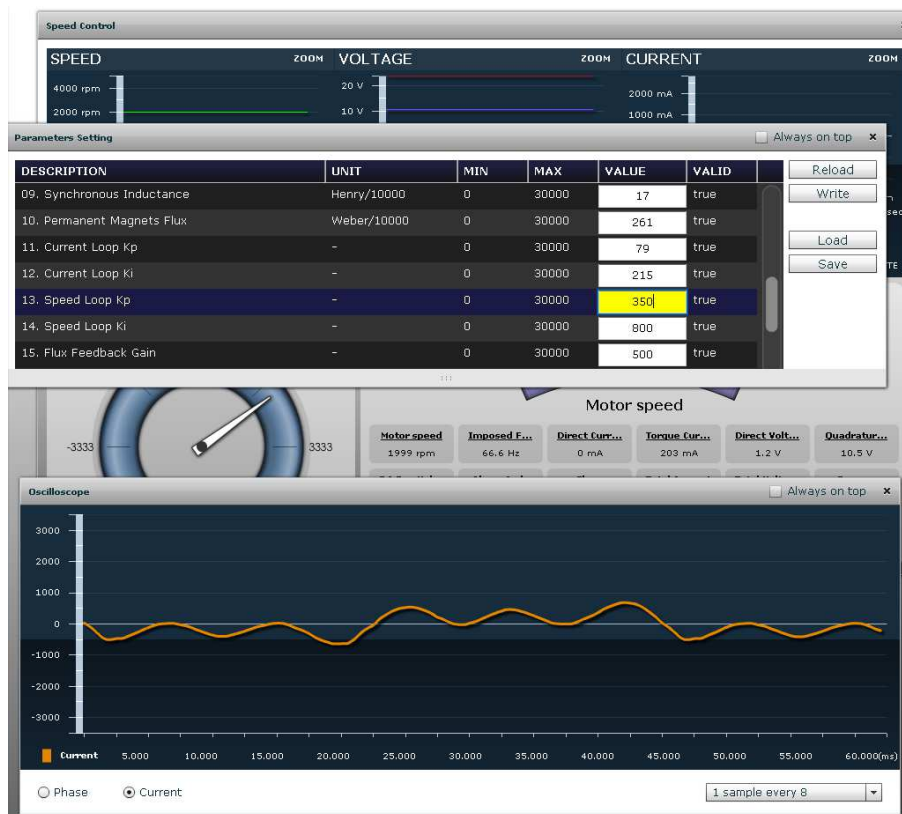 Speed Control
SPEED ZOOM VOLTAGE ZOOM CURRENT ZOOM
4000 rpm 20 V 2000 mA
2000 rpm 10 V 1000 mA
Parameters Setting Always on top x
DESCRIPTION UNIT MIN MAX VALUE VALID Reload
09. Synchronous Inductance Henry/10000 0 30000 17 true Write
10. Permanent Magnets Flux Weber/10000 0 30000 261 true
11. Current Loop Kp - 0 30000 79 true Load
12. Current Loop Ki - 0 30000 215 true Save
13. Speed Loop Kp - 0 30000 350 true
14. Speed Loop Ki - 0 30000 800 true
15. Flux Feedback Gain - 0 30000 500 true
Motor speed
-3333 3333
Motor speed Imposed F... Direct Curr... Torque Cur... Direct Volt... Quadratur...
1999 rpm 66.6 Hz 0 mA 203 mA 1.2 V 10.5 V
Oscilloscope Always on top x
3000
2000
1000
0
-1000
-2000
-3000
Current 5.000 10.000 15.000 20.000 25.000 30.000 35.000 40.000 45.000 50.000 55.000 60.000(ms)
Phase Current 1 sample every 8